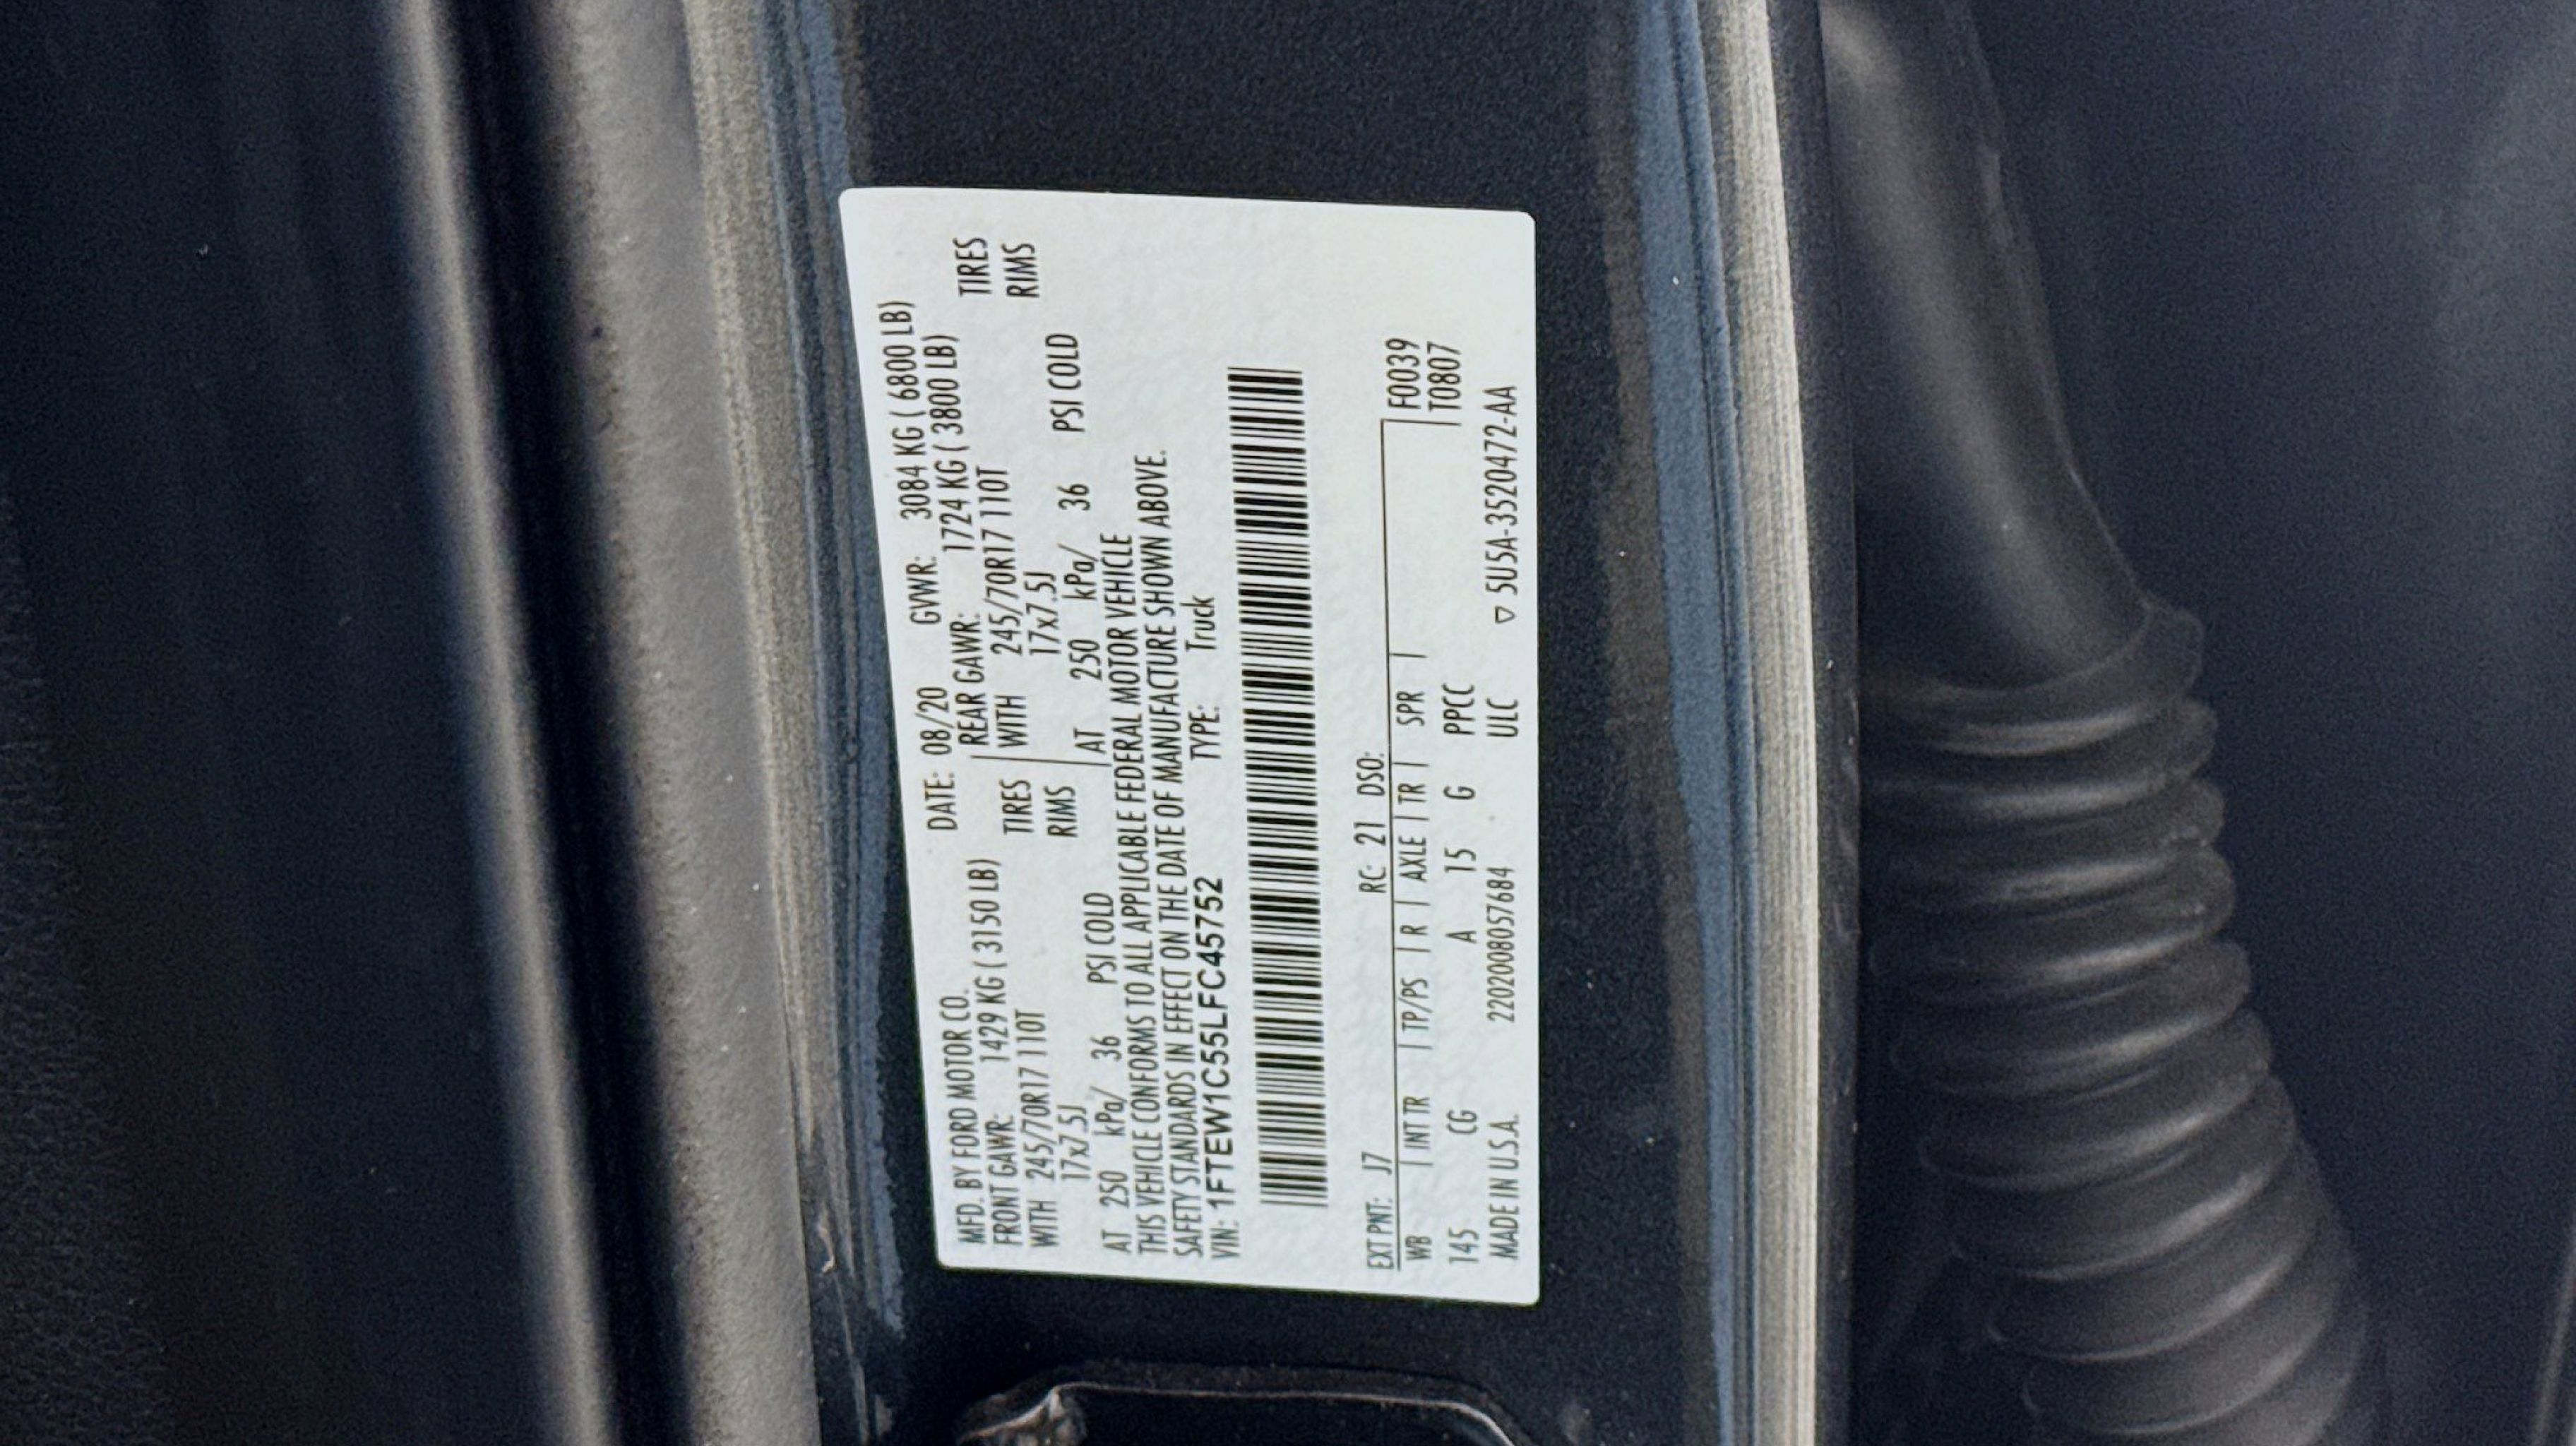 MFD. BY FORD MOTOR CO. DATE: 08/20 GVWR: 3084 KG ( 6800 LB)
FRONT GAWR: 1429 KG ( 3150 LB) REAR GAWR: 1724 KG ( 3800 LB)
WITH 245/70R17 110T TIRES WITH 245/70R17 110T TIRES
17x7.5J RIMS 17x7.5J RIMS
AT 250 kPa/ 36 PSI COLD AT 250 kPa/ 36 PSI COLD
THIS VEHICLE CONFORMS TO ALL APPLICABLE FEDERAL MOTOR VEHICLE
SAFETY STANDARDS IN EFFECT ON THE DATE OF MANUFACTURE SHOWN ABOVE.
VIN: 1FTEW1C55LFC45752 TYPE: Truck
EXT PNT: J7 RC: 21 DSO:
WB | INT TR | TP/PS | R | AXLE | TR | SPR | F0039
T0807
145 CG A 15 G PPCC
MADE IN U.S.A. 2202008057684 ULC ▽ 5U5A-3520472-AA